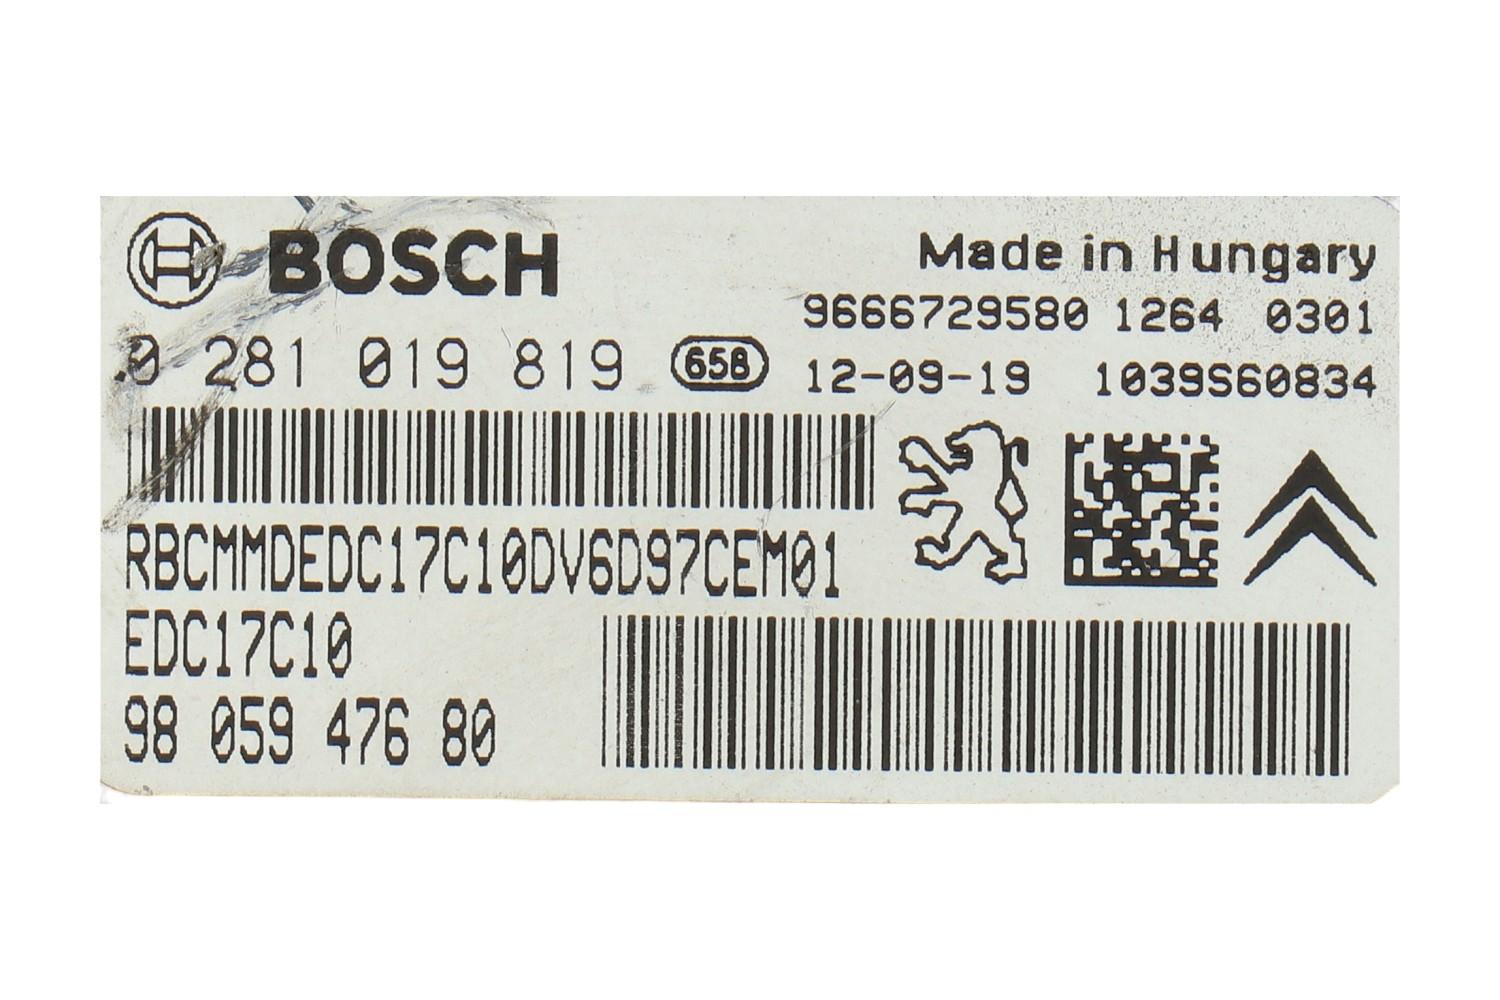 BOSCH
Made in Hungary
9666729580 1264 0301
0 281 019 819 658
12-09-19 1039S60834
RBCMMDEDC17C10DV6D97CEM01
EDC17C10
98 059 476 80